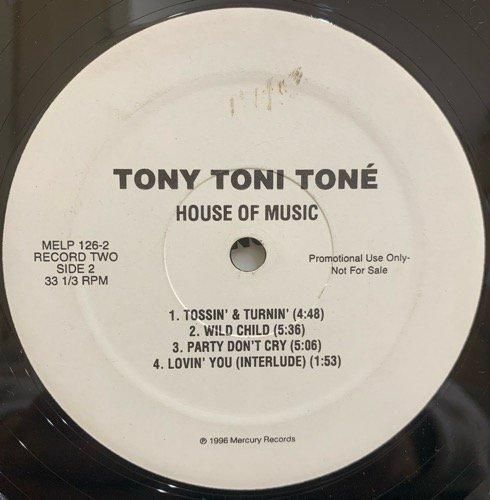 TONY TONI TONÉ
HOUSE OF MUSIC
MELP 126-2
RECORD TWO
SIDE 2
33 1/3 RPM
Promotional Use Only-
Not For Sale
1. TOSSIN' & TURNIN' (4:48)
2. WILD CHILD (5:36)
3. PARTY DON'T CRY (5:06)
4. LOVIN' YOU (INTERLUDE) (1:53)
℗ 1996 Mercury Records